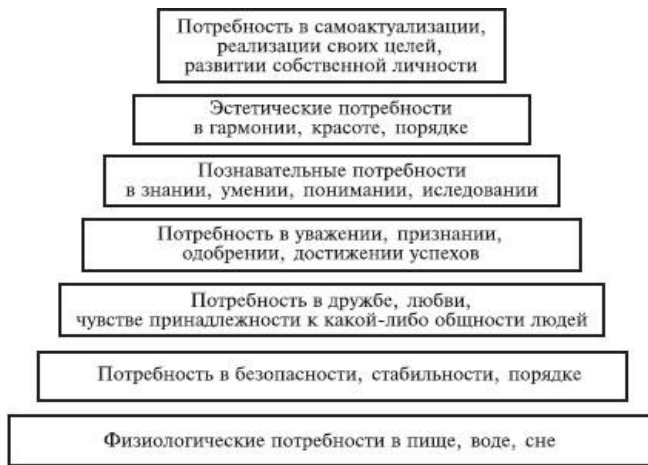 Потребность в самоактуализации,
реализации своих целей,
развитии собственной личности
Эстетические потребности
в гармонии, красоте, порядке
Познавательные потребности
в знании, умении, понимании, иследовании
Потребность в уважении, признании,
одобрении, достижении успехов
Потребность в дружбе, любви,
чувстве принадлежности к какой-либо общности людей
Потребность в безопасности, стабильности, порядке
Физиологические потребности в пище, воде, сне